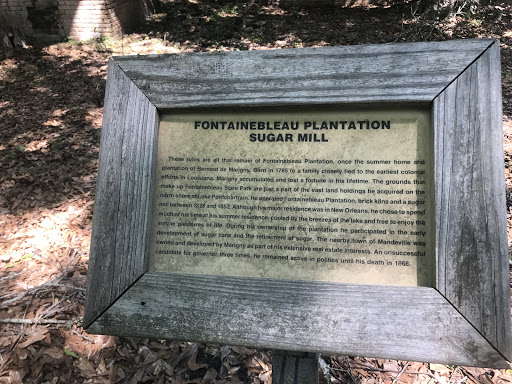 FONTAINEBLEAU PLANTATION
SUGAR MILL
These ruins are all that remain of Fontainebleau Plantation, once the summer home and
plantation of Bernard de Marigny. Born in 1785 to a family closely tied to the earliest colonial
efforts in Louisiana, Marigny accumulated and lost a fortune in his lifetime. The grounds that
make up Fontainebleau State Park are just a part of the vast land holdings he acquired on the
north shore of Lake Pontchartrain. He operated Fontainebleau Plantation, brick kilns and a sugar
mill between 1828 and 1852. Although his major residence was in New Orleans, he chose to spend
much of his time at his summer residence, cooled by the breezes of the lake and free to enjoy the
simple pleasures of life. During his ownership of the plantation he participated in the early
development of sugar cane and the refinement of sugar. The nearby town of Mandeville was
owned and developed by Marigny as part of his extensive real estate interests. An unsuccessful
candidate for governor three times, he remained active in politics until his death in 1868.